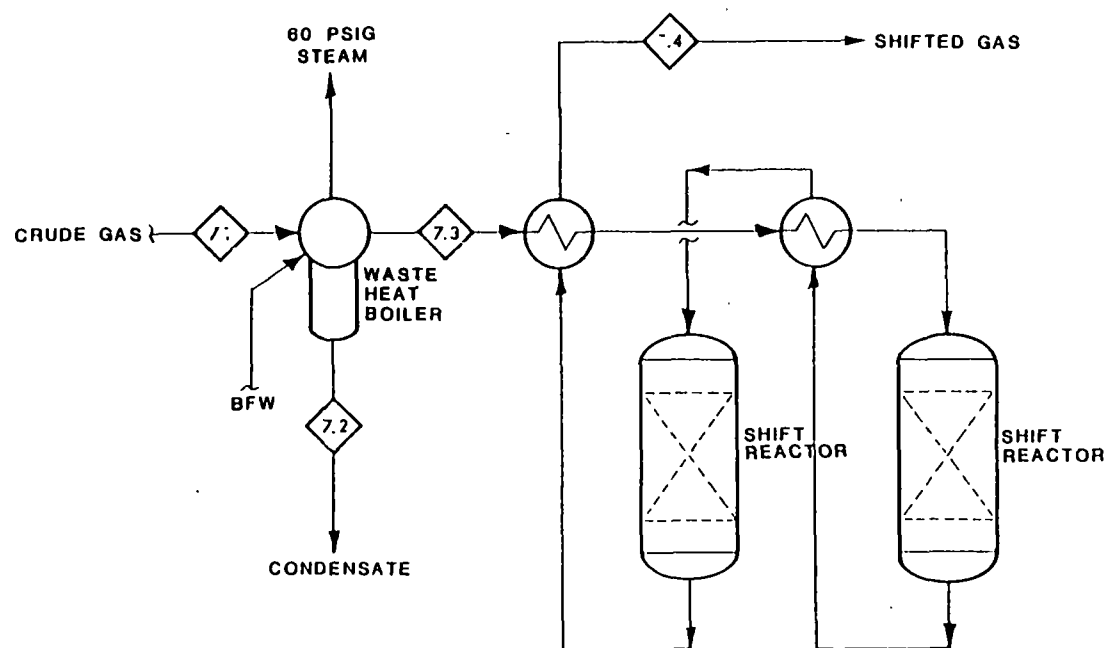 60 PSIG
STEAM
SHIFTED GAS
CRUDE GAS
7.3
WASTE
HEAT
BOILER
BFW
7.2
SHIFT
REACTOR
SHIFT
REACTOR
CONDENSATE